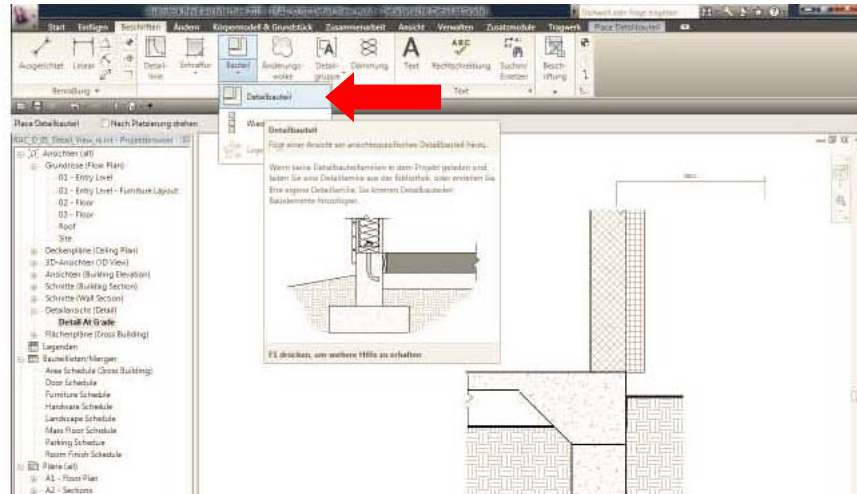 Start Einfügen Beschriften Ändern Körpermodell & Grundstück Zusammenarbeit Ansicht Verwalten Zusatzmodule Tragwerk Place Detailbauteil
Ausgerichtet Linear Detail-linie Schraffur Bauteil Änderungs-wolke Detail-gruppe Dämmung Text Rechtschreibung Suchen/Ersetzen Besch-riftung
Bemaßung Text
Detailbauteil
Place Detailbauteil Nach Platzierung drehen
Detailbauteil
Fügt einer Ansicht ein ansichtsspezifisches Detailbauteil hinzu.
Wenn keine Detailbauteilfamilien in dem Projekt geladen sind,
laden Sie eine Detailfamilie aus der Bibliothek, oder erstellen Sie
Ihre eigene Detailfamilie. Sie können Detailbauteilen
Bauelemente hinzufügen.
F1 drücken, um weitere Hilfe zu erhalten
Ansichten (all)
Grundrisse (Floor Plan)
01 - Entry Level
01 - Entry Level - Furniture Layout
02 - Floor
03 - Floor
Roof
Site
Deckenpläne (Ceiling Plan)
3D-Ansichten (3D View)
Ansichten (Building Elevation)
Schnitte (Building Section)
Schnitte (Wall Section)
Detailansicht (Detail)
Detail At Grade
Flächenpläne (Gross Building)
Legenden
Bauteillisten/Mengen
Area Schedule (Gross Building)
Door Schedule
Furniture Schedule
Hardware Schedule
Landscape Schedule
Mass Floor Schedule
Parking Schedule
Room Finish Schedule
Pläne (all)
A1 - Floor Plan
A2 - Sections